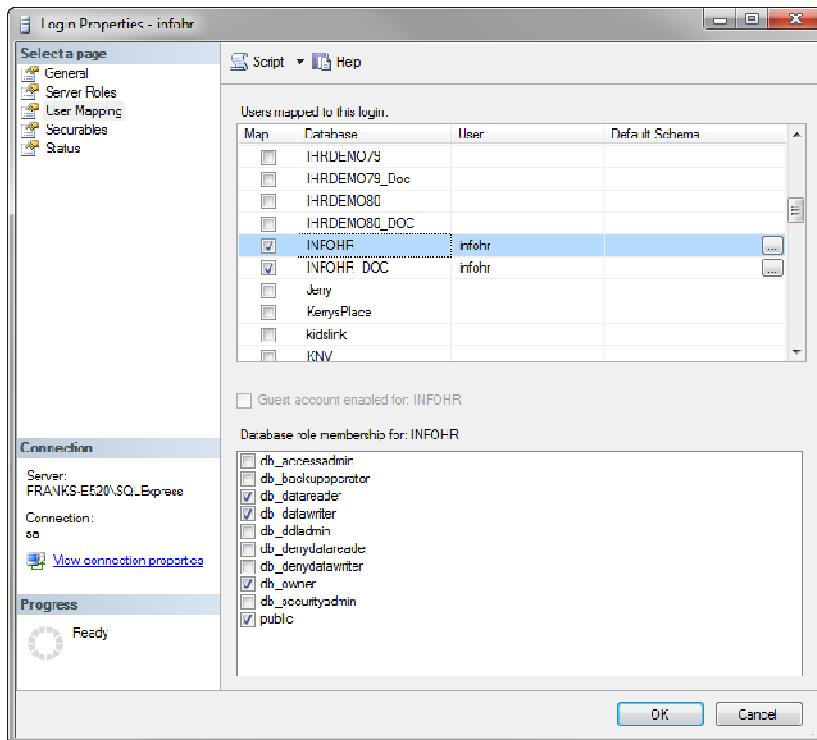 Login Properties - infohr
Select a page
General
Server Roles
User Mapping
Securables
Status
Script Help
Users mapped to this login:
Map Database User Default Schema
IHRDEMO79
IHRDEMO79_Doc
IHRDEMO80
IHRDEMO80_DOC
INFOHR infohr ...
INFOHR_DOC infohr ...
Jerry
KerrysPlace
kidslink
KNV
Guest account enabled for: INFOHR
Database role membership for: INFOHR
db_accessadmin
db_backupoperator
db_datareader
db_datawriter
db_ddladmin
db_denydatareader
db_denydatawriter
db_owner
db_securityadmin
public
Connection
Server:
FRANKS-E520\SQLExpress
Connection:
sa
View connection properties
Progress
Ready
OK Cancel